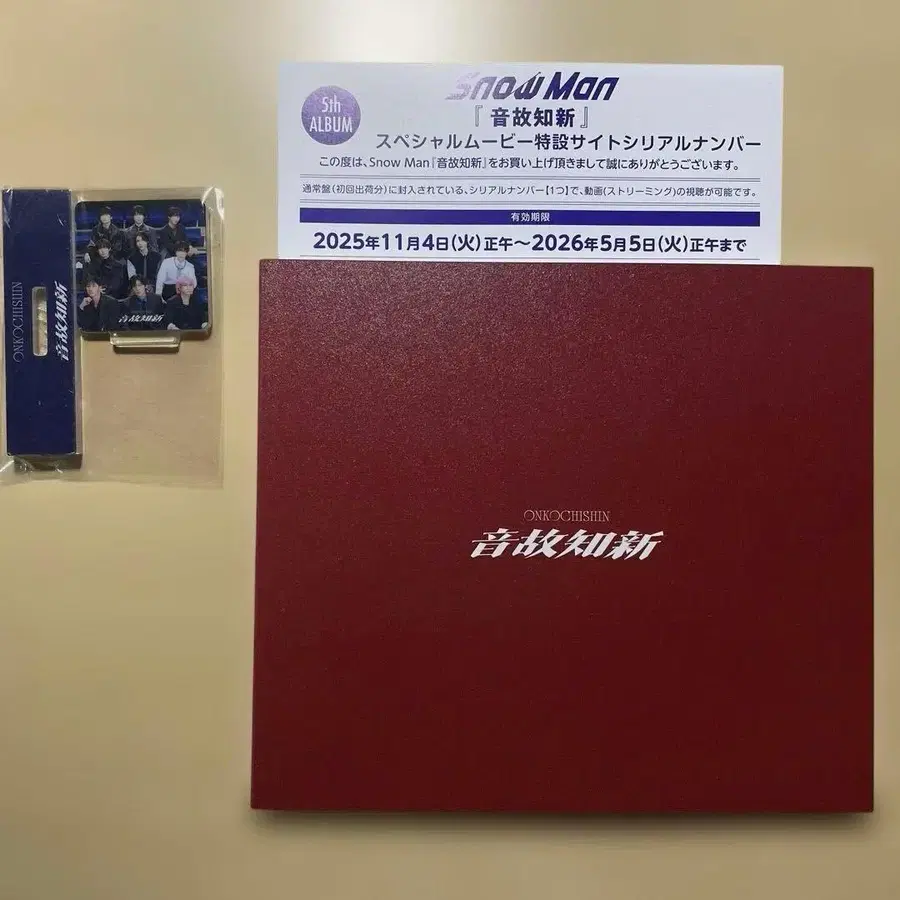 Snow Man
5th
ALBUM
『 音故知新 』
スペシャルムービー特設サイトシリアルナンバー
この度は、Snow Man『音故知新』をお買い上げ頂きまして誠にありがとうございます。
通常盤(初回出荷分)に封入されている、シリアルナンバー【1つ】で、動画(ストリーミング)の視聴が可能です。
有効期限
2025年11月4日(火)正午〜2026年5月5日(火)正午まで
ONKOCHISHIN
音故知新
音故知新
ONKOCHISHIN
音故知新